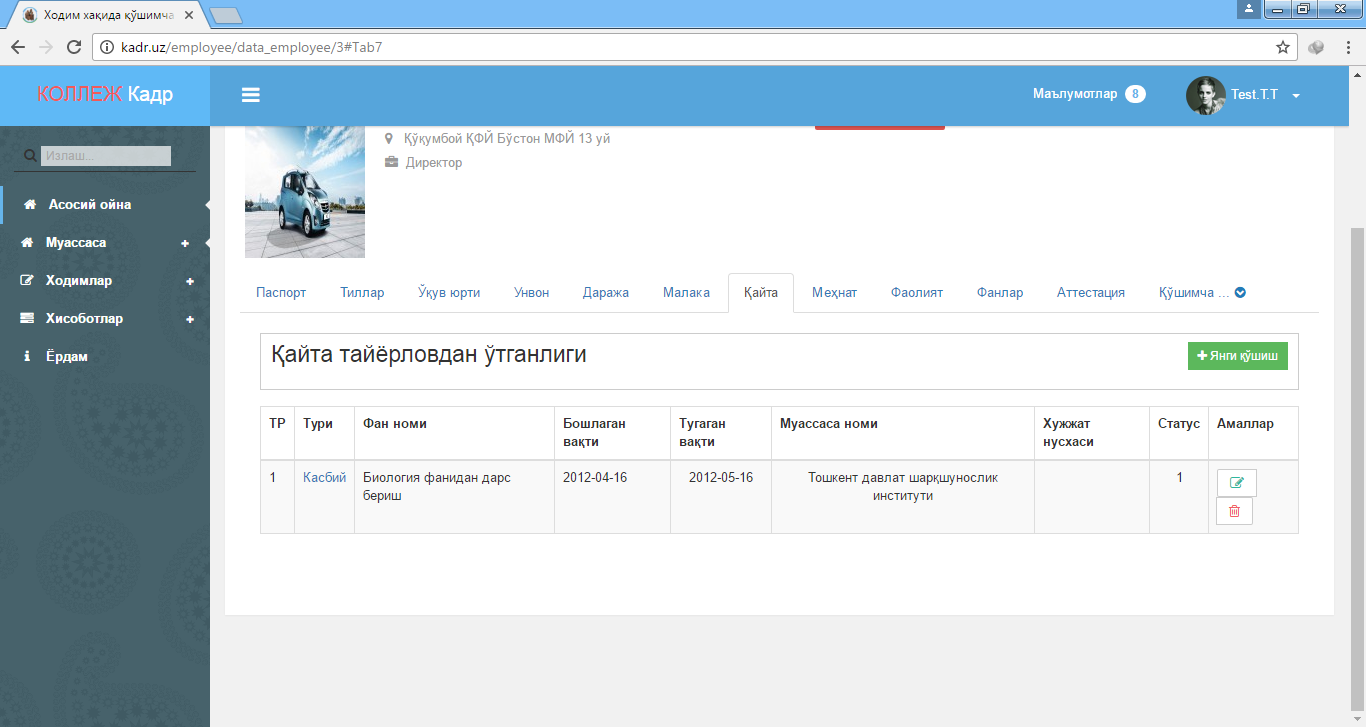 Ходим хақида қўшимча
kadr.uz/employee/data_employee/3#Tab7
КОЛЛЕЖ Кадр
Маълумотлар 8
Test.T.T
Излаш...
Асосий ойна
Муассаса
Ходимлар
Хисоботлар
Ёрдам
Қўқумбой ҚФЙ Бўстон МФЙ 13 уй
Директор
Паспорт Тиллар Ўқув юрти Унвон Даража Малака Қайта Меҳнат Фаолият Фанлар Аттестация Қўшимча ...
Қайта тайёрловдан ўтганлиги
Янги қўшиш
ТР Тури Фан номи Бошлаган вақти Тугаган вақти Муассаса номи Хужжат нусхаси Статус Амаллар
1 Касбий Биология фанидан дарс бериш 2012-04-16 2012-05-16 Тошкент давлат шарқшунослик институти 1